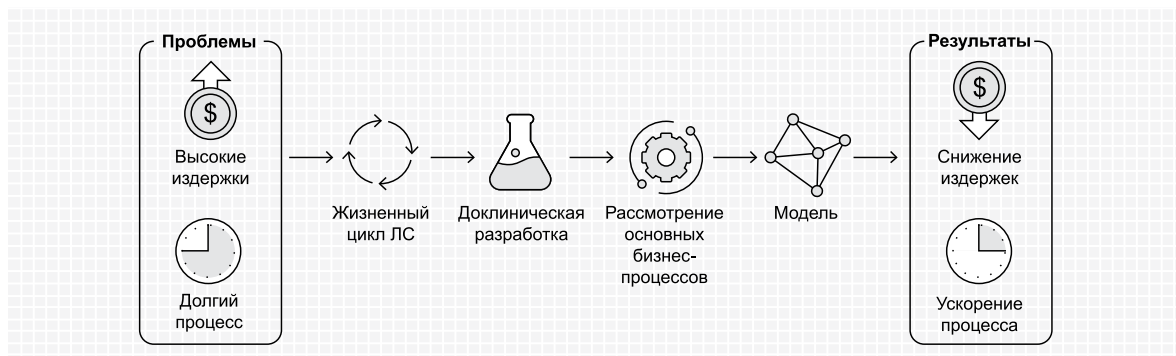 Проблемы
$
Высокие
издержки
Долгий
процесс
Жизненный
цикл ЛС
Доклиническая
разработка
Рассмотрение
основных
бизнес-
процессов
Модель
Результаты
$
Снижение
издержек
Ускорение
процесса